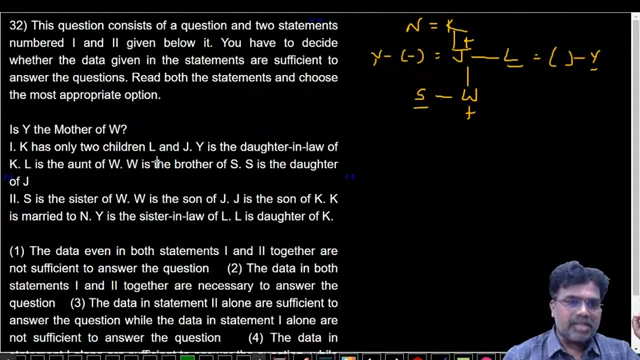 32) This question consists of a question and two statements
numbered I and II given below it. You have to decide
whether the data given in the statements are sufficient to
answer the questions. Read both the statements and choose
the most appropriate option.
Is Y the Mother of W?
I. K has only two children L and J. Y is the daughter-in-law of
K. L is the aunt of W. W is the brother of S. S is the daughter
of J
II. S is the sister of W. W is the son of J. J is the son of K. K
is married to N. Y is the sister-in-law of L. L is daughter of K.
(1) The data even in both statements I and II together are
not sufficient to answer the question (2) The data in both
statements I and II together are necessary to answer the
question (3) The data in statement II alone are sufficient to
answer the question while the data in statement I alone are
not sufficient to answer the question (4) The data in
N = K
+
Y - (-) = J — L = ( ) - Y
S — W
+